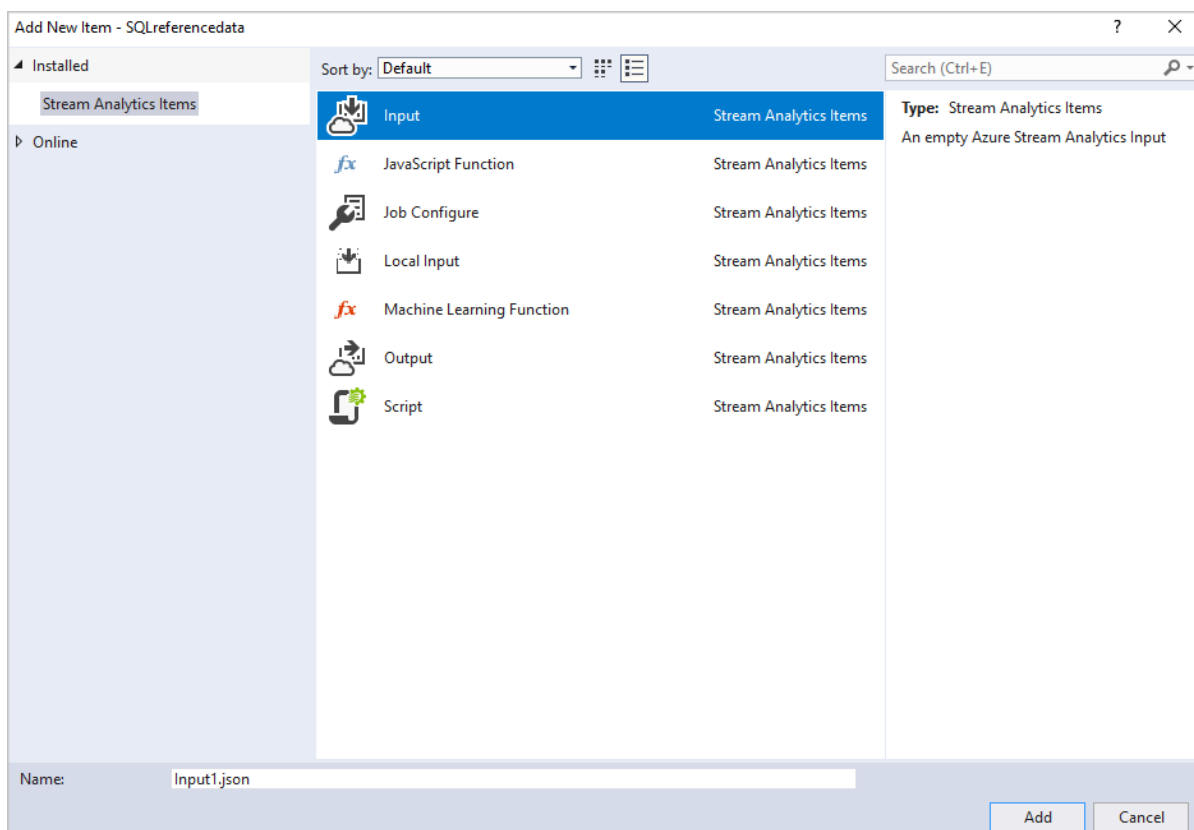 Add New Item - SQLreferencedata
?
Installed
Stream Analytics Items
Online
Sort by: Default
Search (Ctrl+E)
Input Stream Analytics Items
fx JavaScript Function Stream Analytics Items
Job Configure Stream Analytics Items
Local Input Stream Analytics Items
fx Machine Learning Function Stream Analytics Items
Output Stream Analytics Items
Script Stream Analytics Items
Type: Stream Analytics Items
An empty Azure Stream Analytics Input
Name: Input1.json
Add Cancel